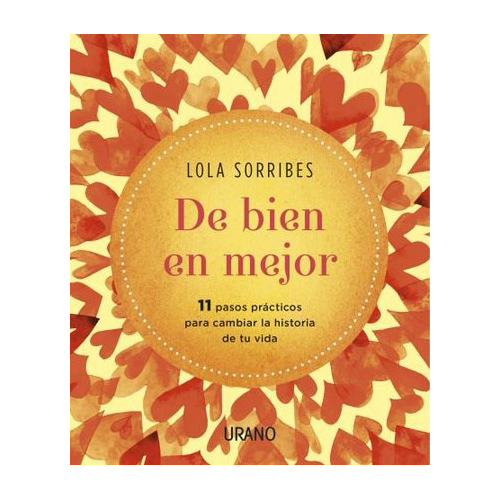 LOLA SORRIBES
De bien
en mejor
11 pasos prácticos
para cambiar la historia
de tu vida
URANO